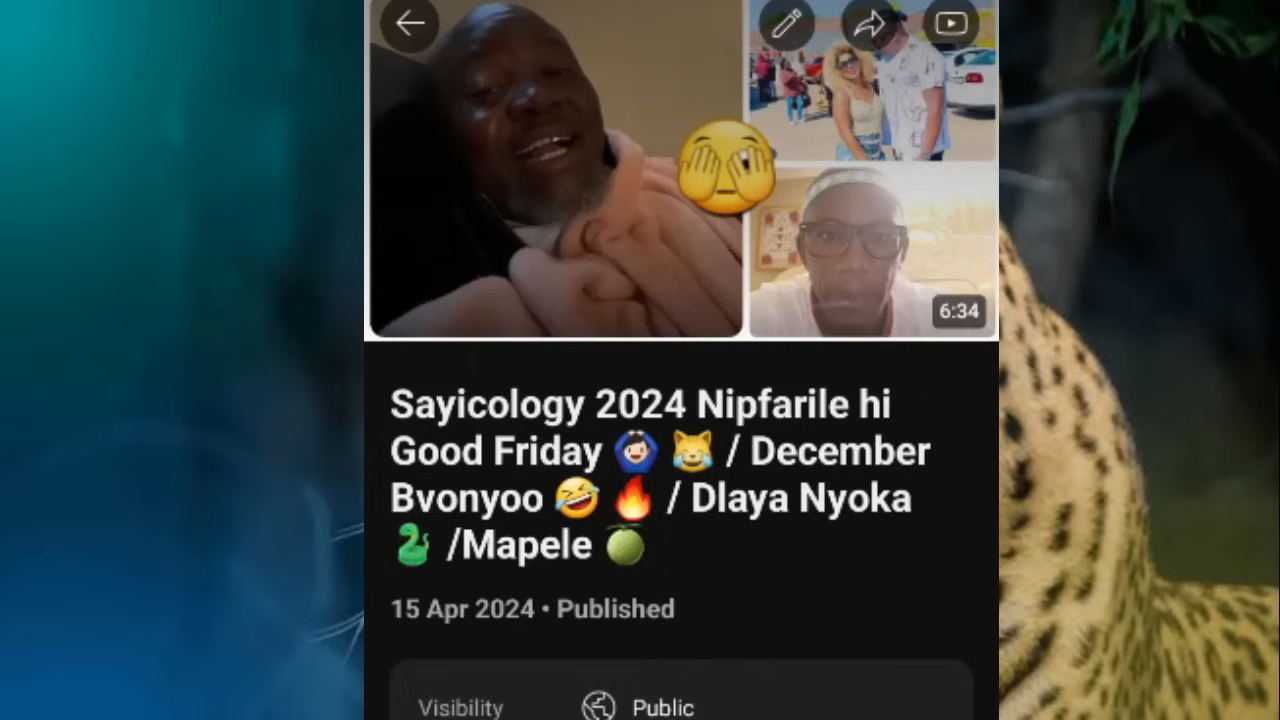 6:34
Sayicology 2024 Nipfarile hi
Good Friday 🙆🏻‍♂️ 😹 / December
Bvonyoo 🤣 🔥 / Dlaya Nyoka
🐍 /Mapele 🍈
15 Apr 2024 • Published
Visibility Public